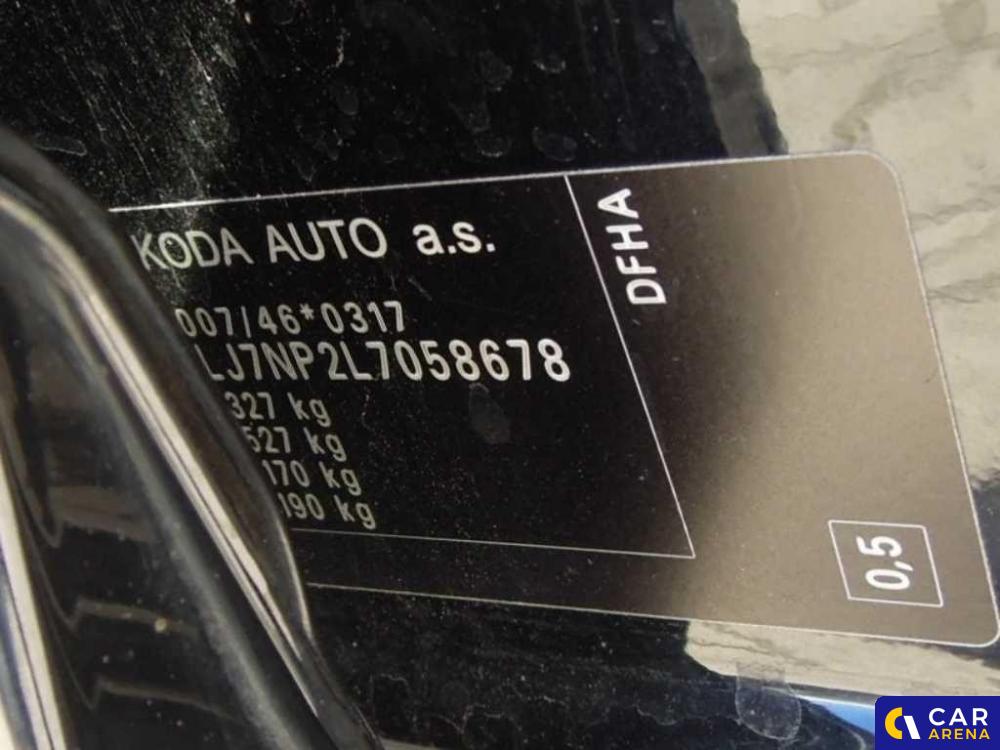 KODA AUTO a.s.
007/46*0317
LJ7NP2L7058678
327 kg
527 kg
170 kg
190 kg
DFHA
0,5
CAR
ARENA